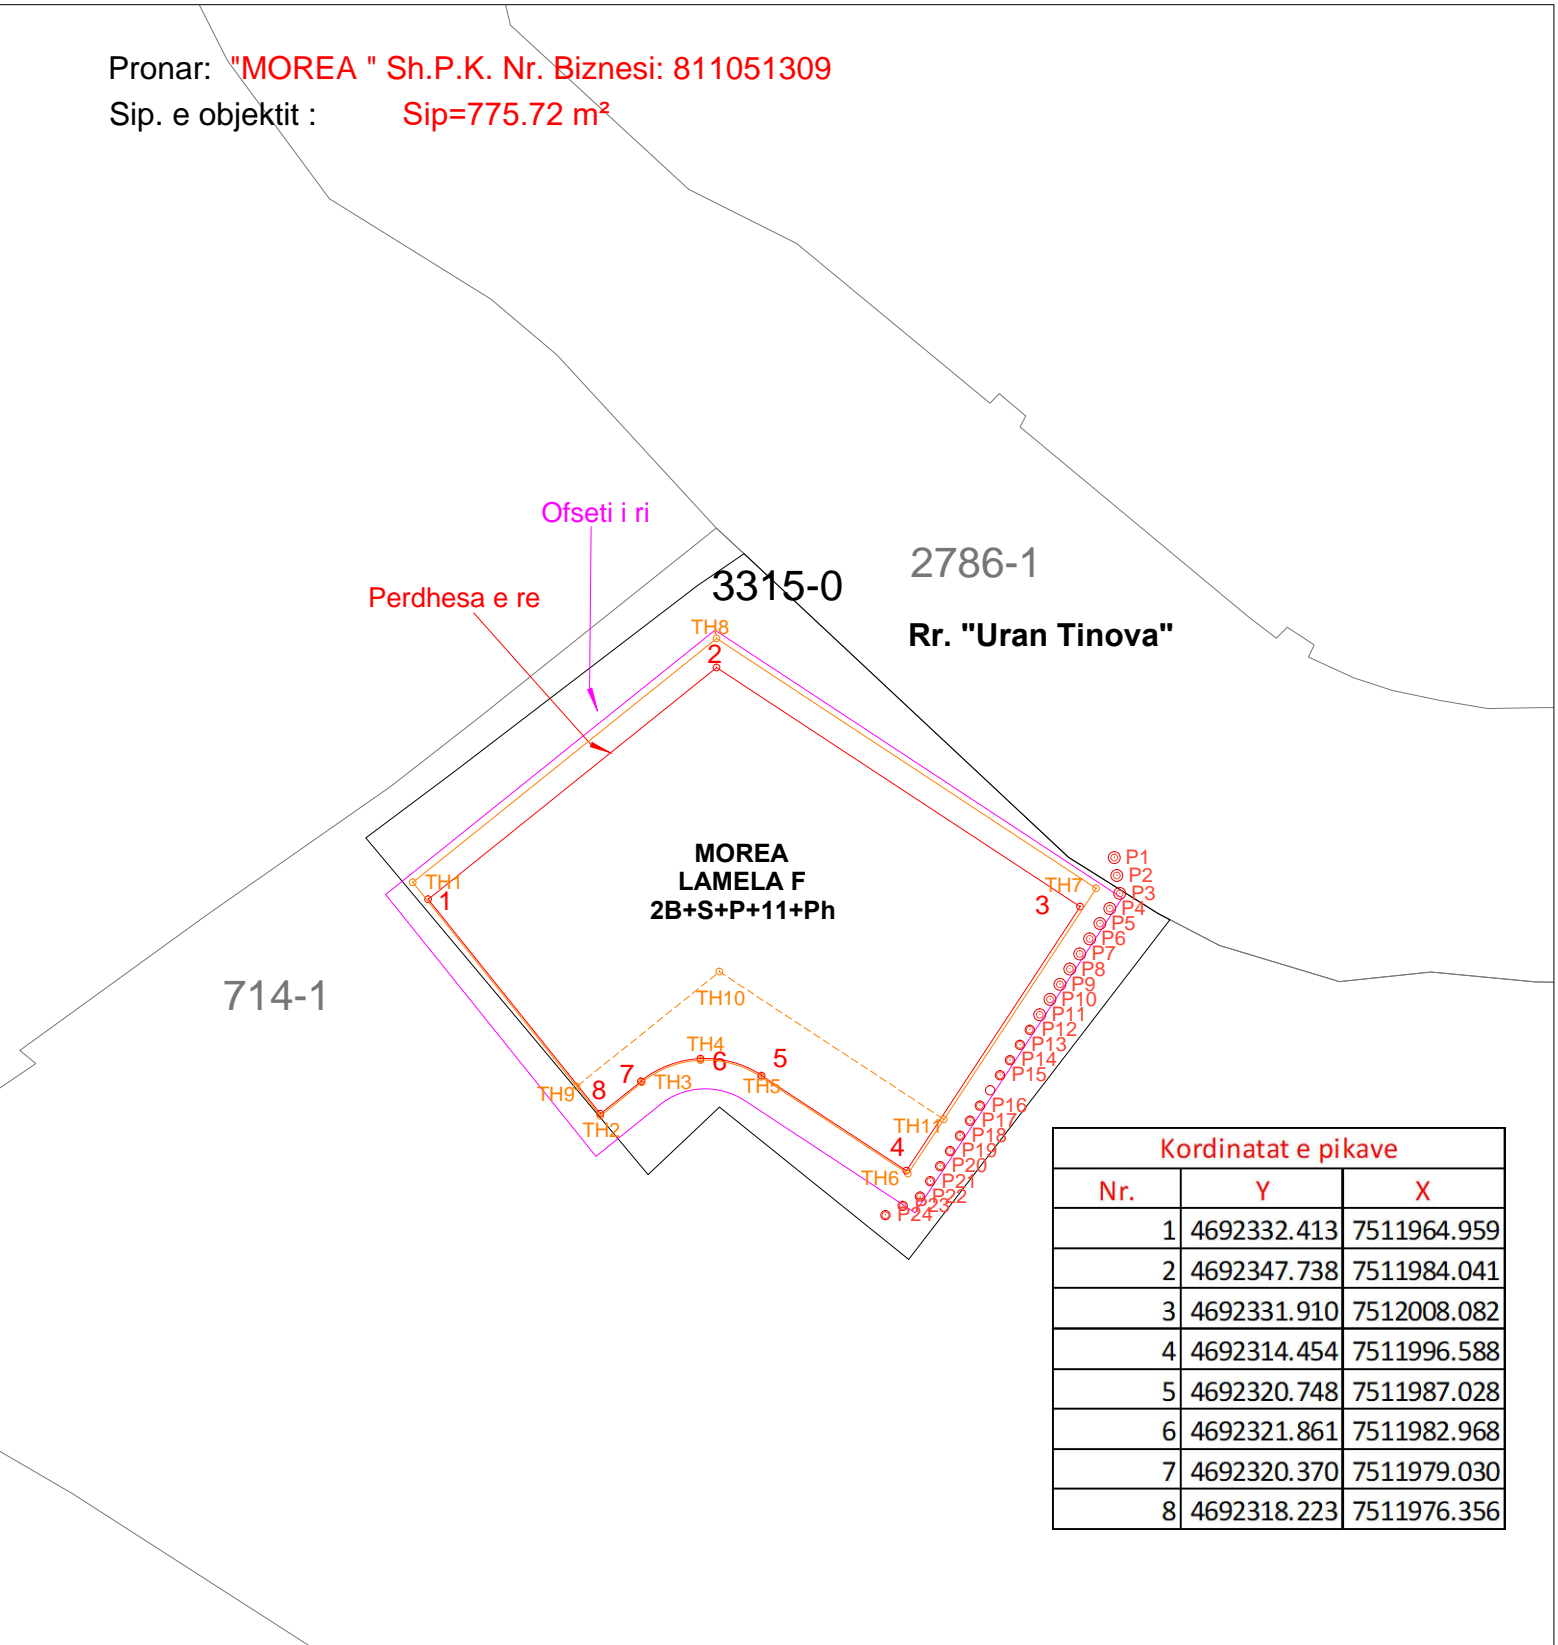 Pronar: "MOREA " Sh.P.K. Nr. Biznesi: 811051309
Sip. e objektit : Sip=775.72 m²
Ofseti i ri
Perdhesa e re
3315-0
2786-1
Rr. "Uran Tinova"
TH8
2
TH1
1
MOREA
LAMELA F
2B+S+P+11+Ph
TH7
3
P1
P2
P3
P4
P5
P6
P7
P8
P9
P10
P11
P12
P13
P14
P15
P16
P17
P18
P19
P20
P21
P22
P23
P24
714-1
TH10
TH4
6
5
7
TH3
TH5
TH9
8
TH2
TH11
4
TH6
Kordinatat e pikave
Nr. Y X
1 4692332.413 7511964.959
2 4692347.738 7511984.041
3 4692331.910 7512008.082
4 4692314.454 7511996.588
5 4692320.748 7511987.028
6 4692321.861 7511982.968
7 4692320.370 7511979.030
8 4692318.223 7511976.356